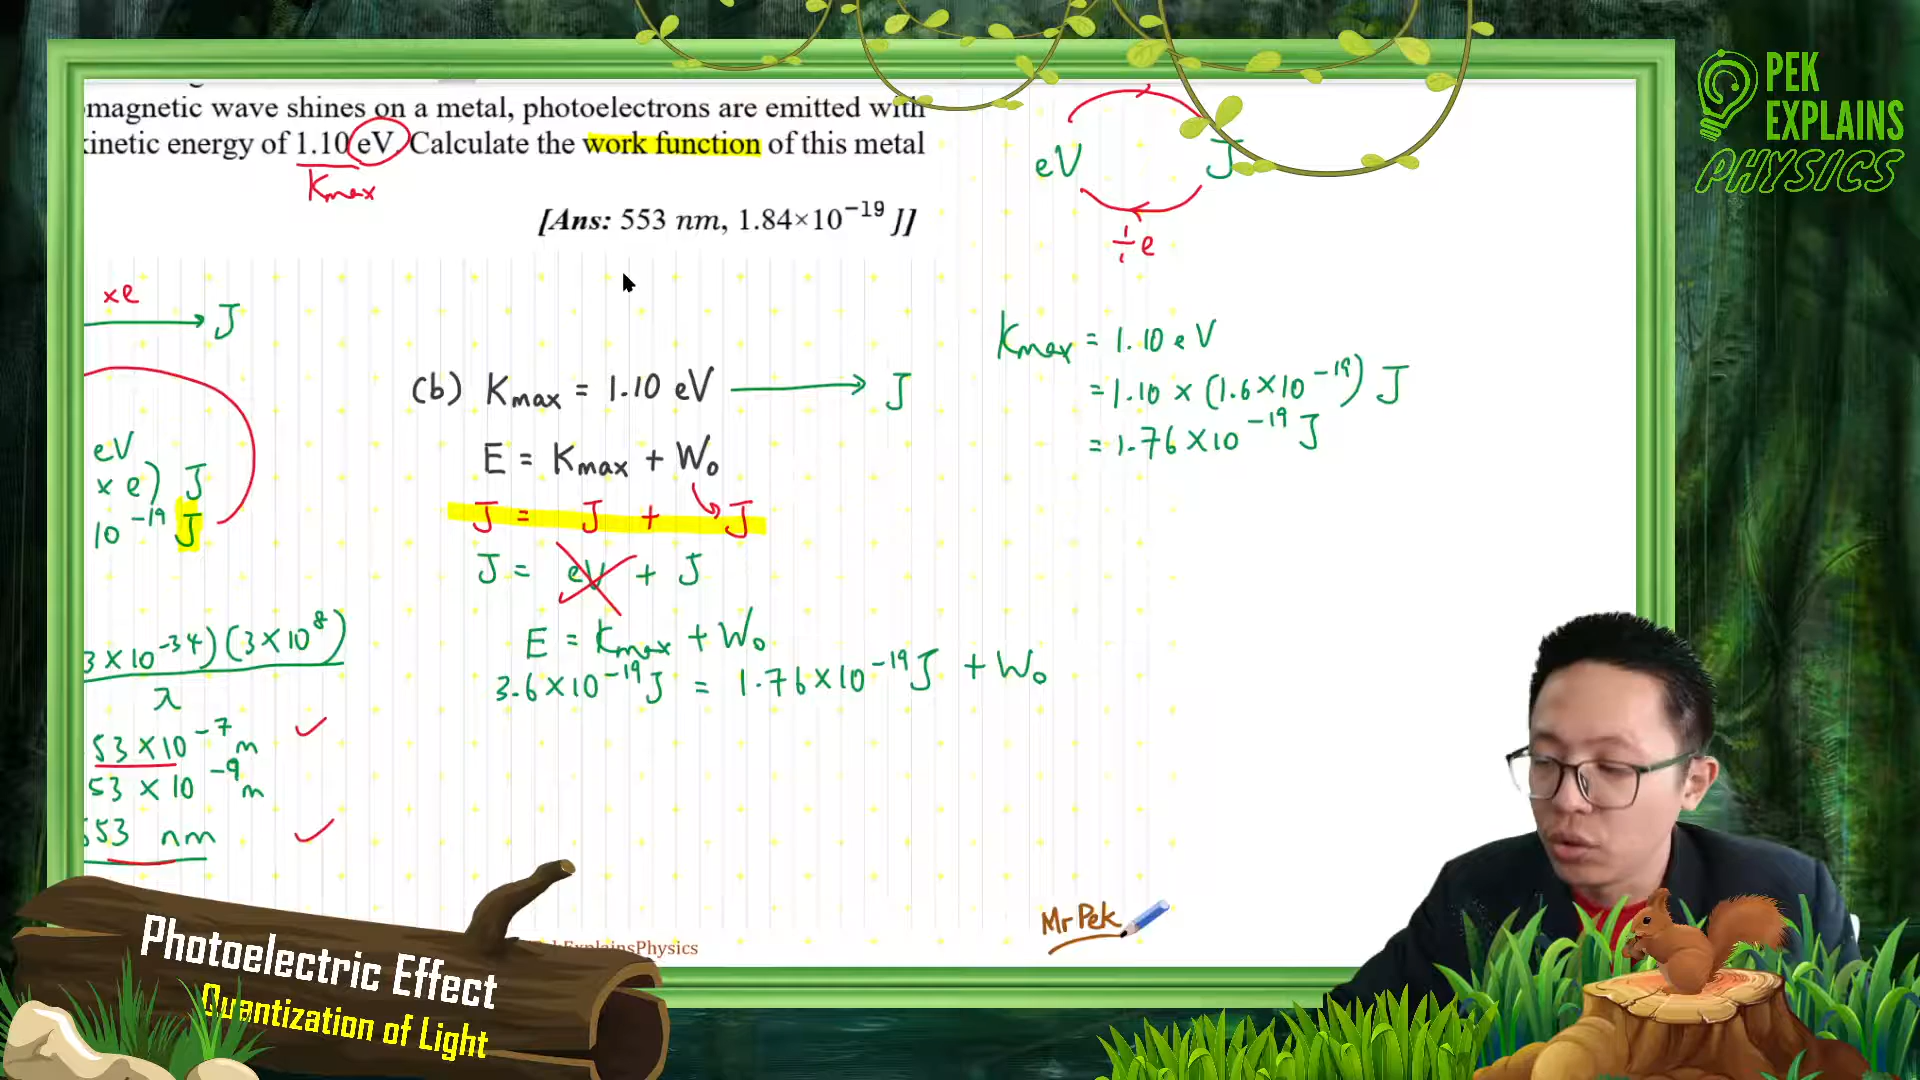 magnetic wave shines on a metal, photoelectrons are emitted with
kinetic energy of 1.10 eV. Calculate the work function of this metal
Kmax
[Ans: 553 nm, 1.84×10⁻¹⁹ J]
eV J
÷e
PEK
EXPLAINS
PHYSICS
×e
J
eV
× e) J
10⁻¹⁹ J
3×10⁻³⁴)(3×10⁸)
λ
53×10⁻⁷ m
53 × 10⁻⁹ m
553 nm
(b) Kmax = 1.10 eV → J
E = Kmax + W₀
J = J + J
J = eV + J
E = Kmax + W₀
3.6×10⁻¹⁹ J = 1.76×10⁻¹⁹ J + W₀
Kmax = 1.10 eV
= 1.10 × (1.6×10⁻¹⁹) J
= 1.76×10⁻¹⁹ J
Mr Pek
ExplainsPhysics
Photoelectric Effect
Quantization of Light